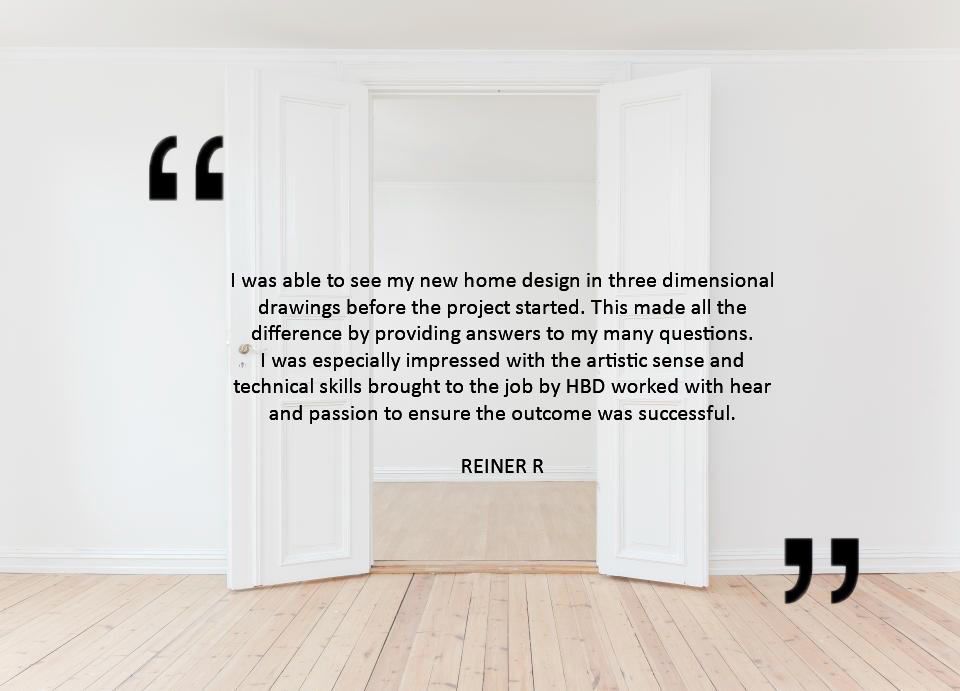 “
I was able to see my new home design in three dimensional
drawings before the project started. This made all the
difference by providing answers to my many questions.
I was especially impressed with the artistic sense and
technical skills brought to the job by HBD worked with hear
and passion to ensure the outcome was successful.
REINER R
”